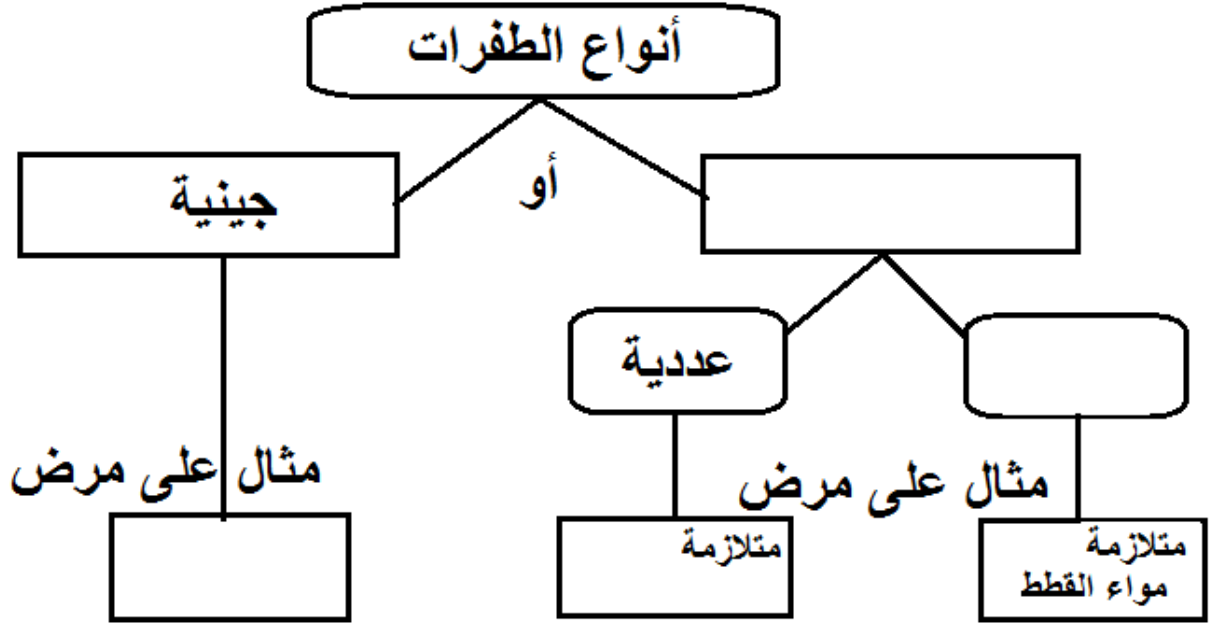 أنواع الطفرات
أو
جينية
عددية
مثال على مرض
مثال على مرض
متلازمة
مواء القطط
متلازمة